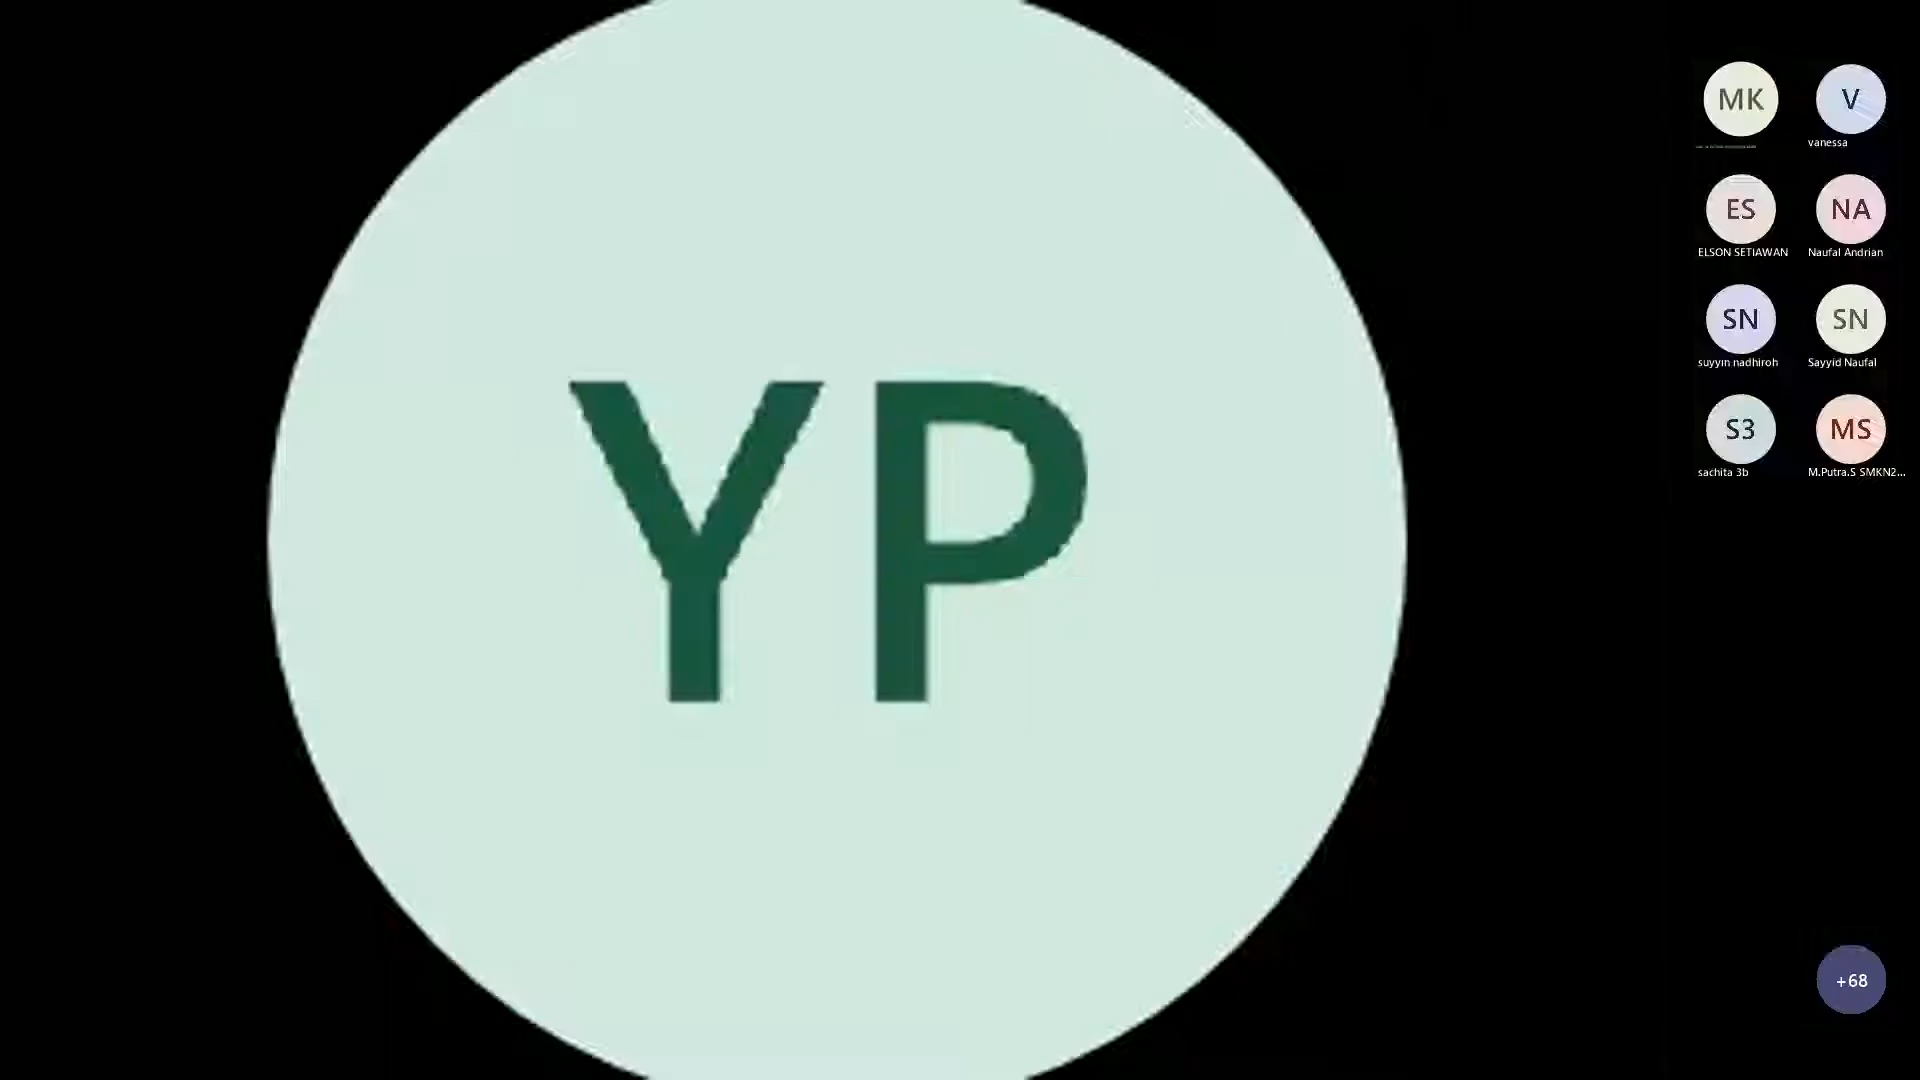 YP
MK
V
vanessa
ES
NA
ELSON SETIAWAN
Naufal Andrian
SN
SN
suyyin nadhiroh
Sayyid Naufal
S3
MS
sachita 3b
M.Putra.S SMKN2...
+68